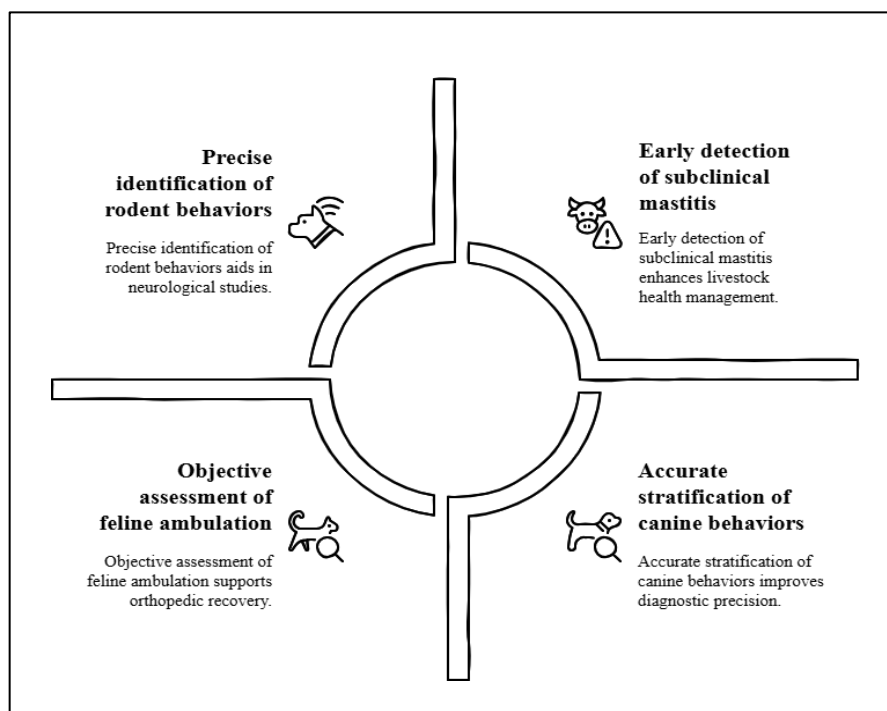 Precise
identification of
rodent behaviors
Precise identification of
rodent behaviors aids in
neurological studies.
Early detection
of subclinical
mastitis
Early detection of
subclinical mastitis
enhances livestock
health management.
Objective
assessment of
feline ambulation
Objective assessment of
feline ambulation supports
orthopedic recovery.
Accurate
stratification of
canine behaviors
Accurate stratification of
canine behaviors improves
diagnostic precision.